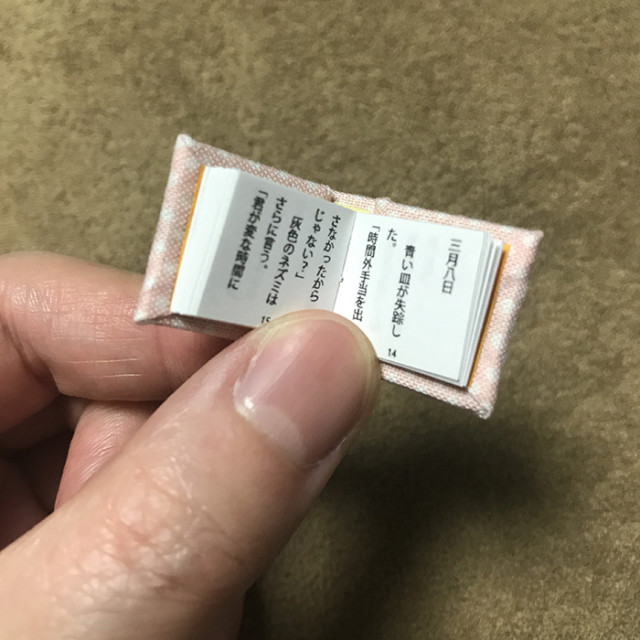 三月八日
青い皿が失踪し
た。
「時間外手当を出
14
さなかったから
じゃない？」
灰色のネズミは
さらに言う。
「君が変な時間に
15